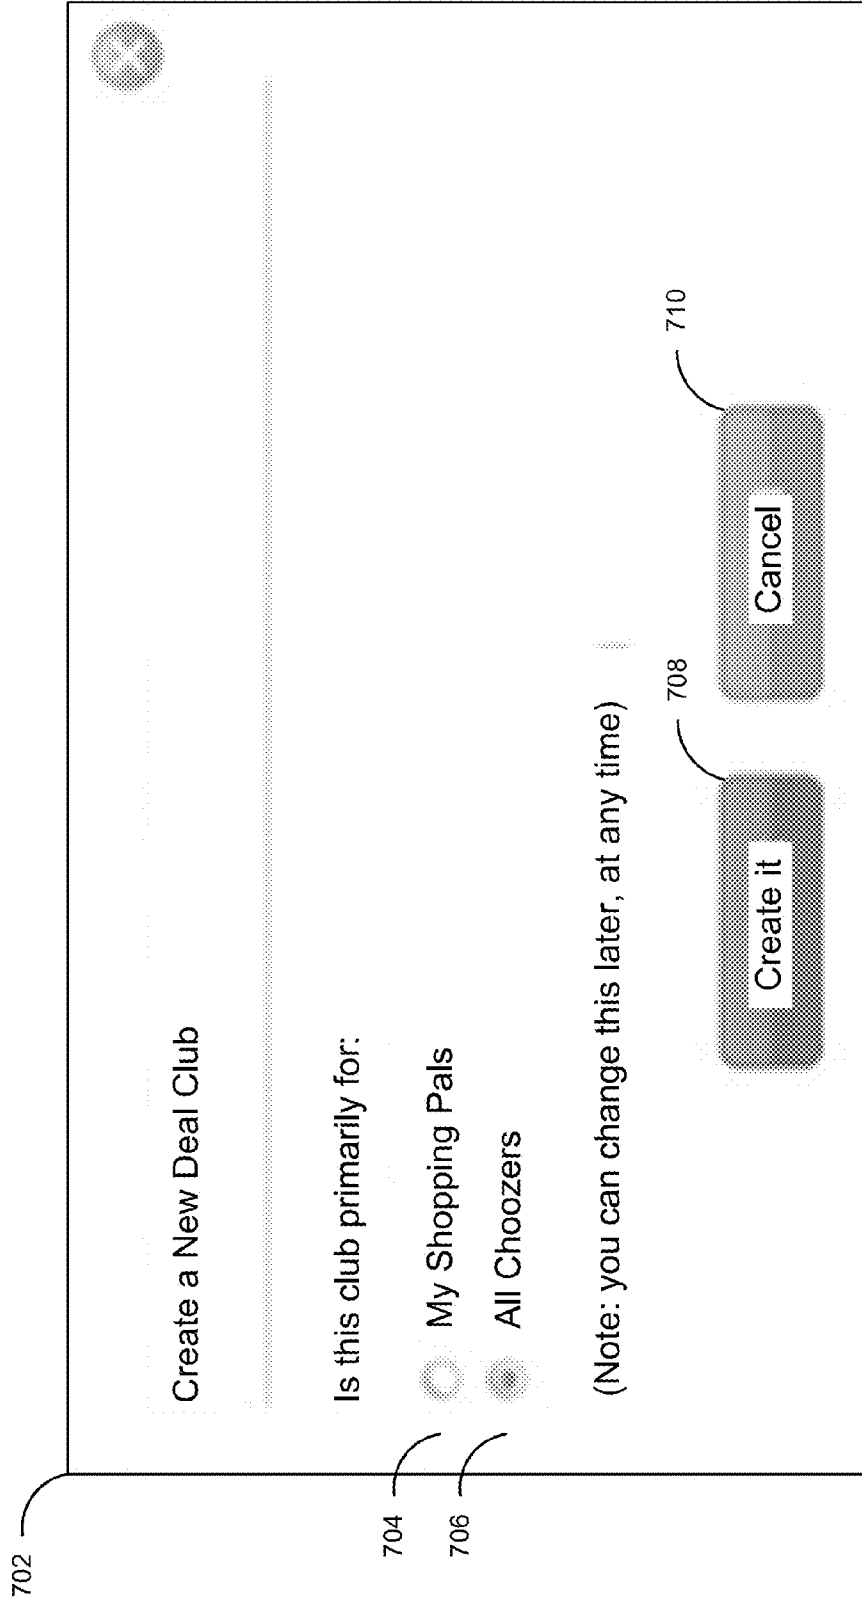 702
Create a New Deal Club
Is this club primarily for:
704
My Shopping Pals
706
All Choozers
(Note: you can change this later, at any time)
708
710
Create it
Cancel